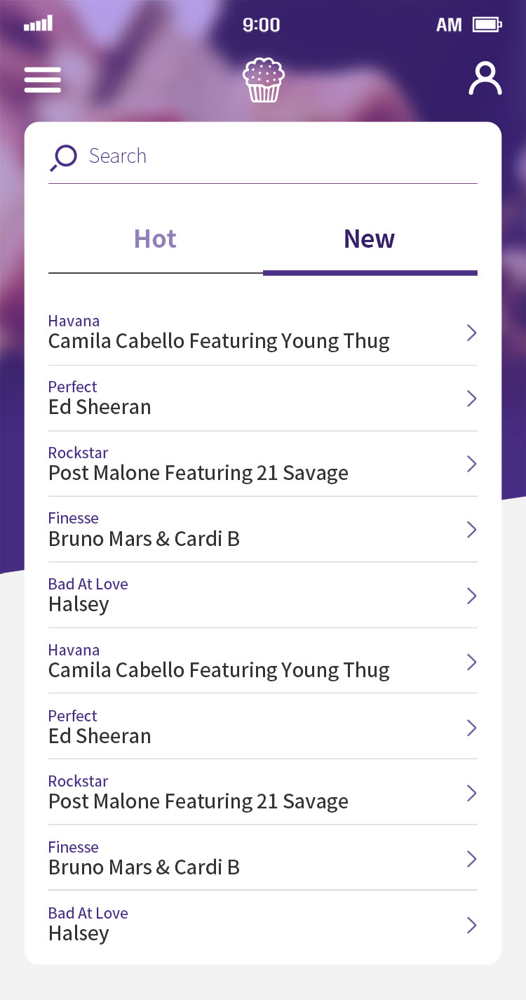 9:00 AM
Search
Hot New
Havana
Camila Cabello Featuring Young Thug
Perfect
Ed Sheeran
Rockstar
Post Malone Featuring 21 Savage
Finesse
Bruno Mars & Cardi B
Bad At Love
Halsey
Havana
Camila Cabello Featuring Young Thug
Perfect
Ed Sheeran
Rockstar
Post Malone Featuring 21 Savage
Finesse
Bruno Mars & Cardi B
Bad At Love
Halsey